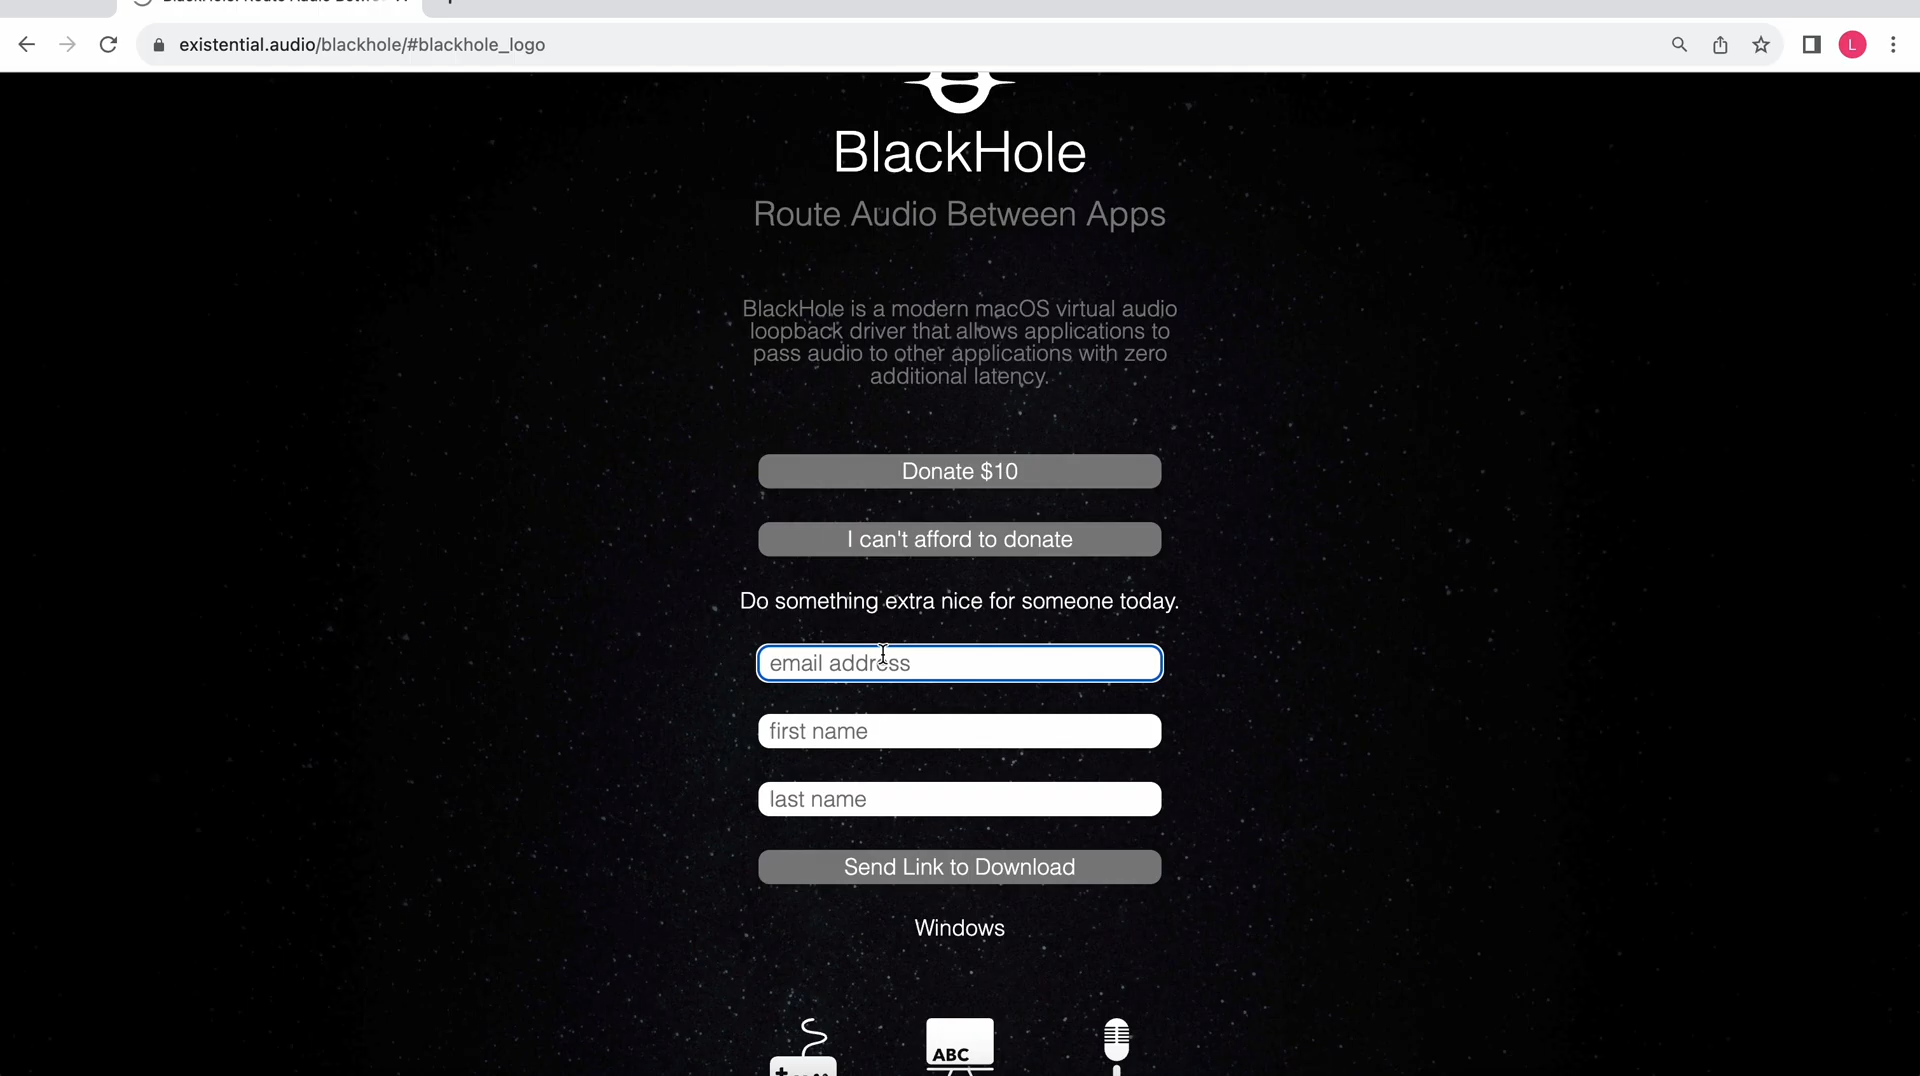 existential.audio/blackhole/#blackhole_logo
L
BlackHole
Route Audio Between Apps
BlackHole is a modern macOS virtual audio
loopback driver that allows applications to
pass audio to other applications with zero
additional latency.
Donate $10
I can't afford to donate
Do something extra nice for someone today.
email address
first name
last name
Send Link to Download
Windows
ABC